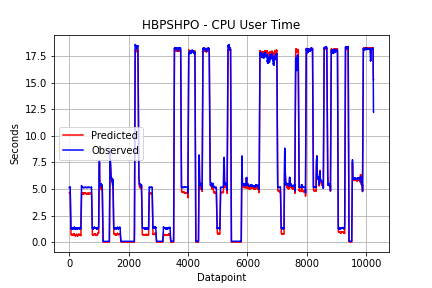 HBPSHPO - CPU User Time
Seconds
17.5
15.0
12.5
10.0
7.5
5.0
2.5
0.0
Predicted
Observed
0 2000 4000 6000 8000 10000
Datapoint